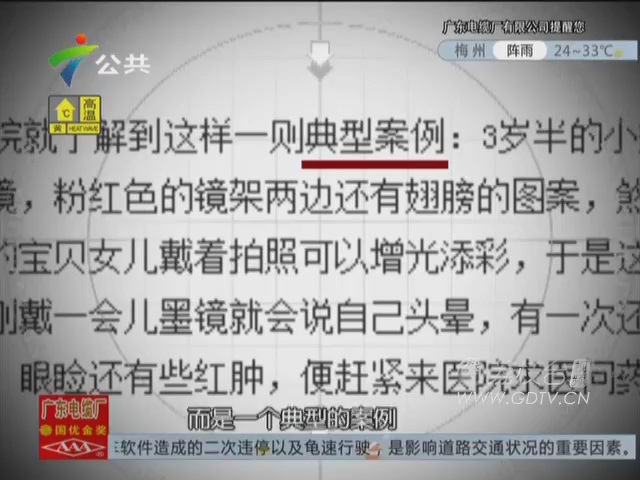 广东电缆厂有限公司提醒您
公共
梅州 阵雨 24~33℃
℃ 高温
黄 HEAT WAVE
院就了解到这样一则典型案例：3岁半的小
镜，粉红色的镜架两边还有翅膀的图案，煞
的宝贝女儿戴着拍照可以增光添彩，于是这
刚戴一会儿墨镜就会说自己头晕，有一次还
眼睑还有些红肿，便赶紧来医院求医问药
WWW.GDTV.CN
广东电缆厂
国优金奖
而是一个典型的案例
车软件造成的二次违停以及龟速行驶，是影响道路交通状况的重要因素。